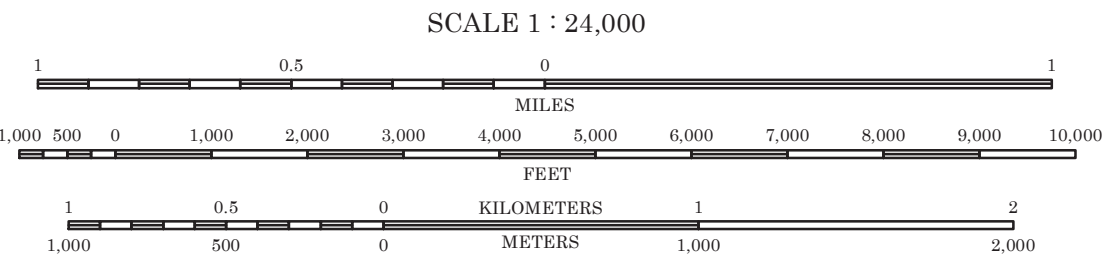 SCALE 1 : 24,000
1 0.5 0 1
MILES
1,000 500 0 1,000 2,000 3,000 4,000 5,000 6,000 7,000 8,000 9,000 10,000
FEET
1 0.5 0 KILOMETERS 1 2
1,000 500 0 METERS 1,000 2,000